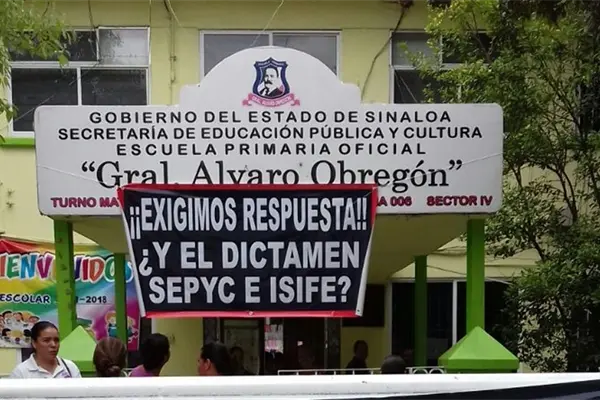 GOBIERNO DEL ESTADO DE SINALOA
SECRETARÍA DE EDUCACIÓN PÚBLICA Y CULTURA
ESCUELA PRIMARIA OFICIAL
“Gral. Alvaro Obregón”
TURNO 006 SECTOR IV
¡¡EXIGIMOS RESPUESTA!!
¿Y EL DICTAMEN
SEPYC E ISIFE?
ESCOLAR -2018